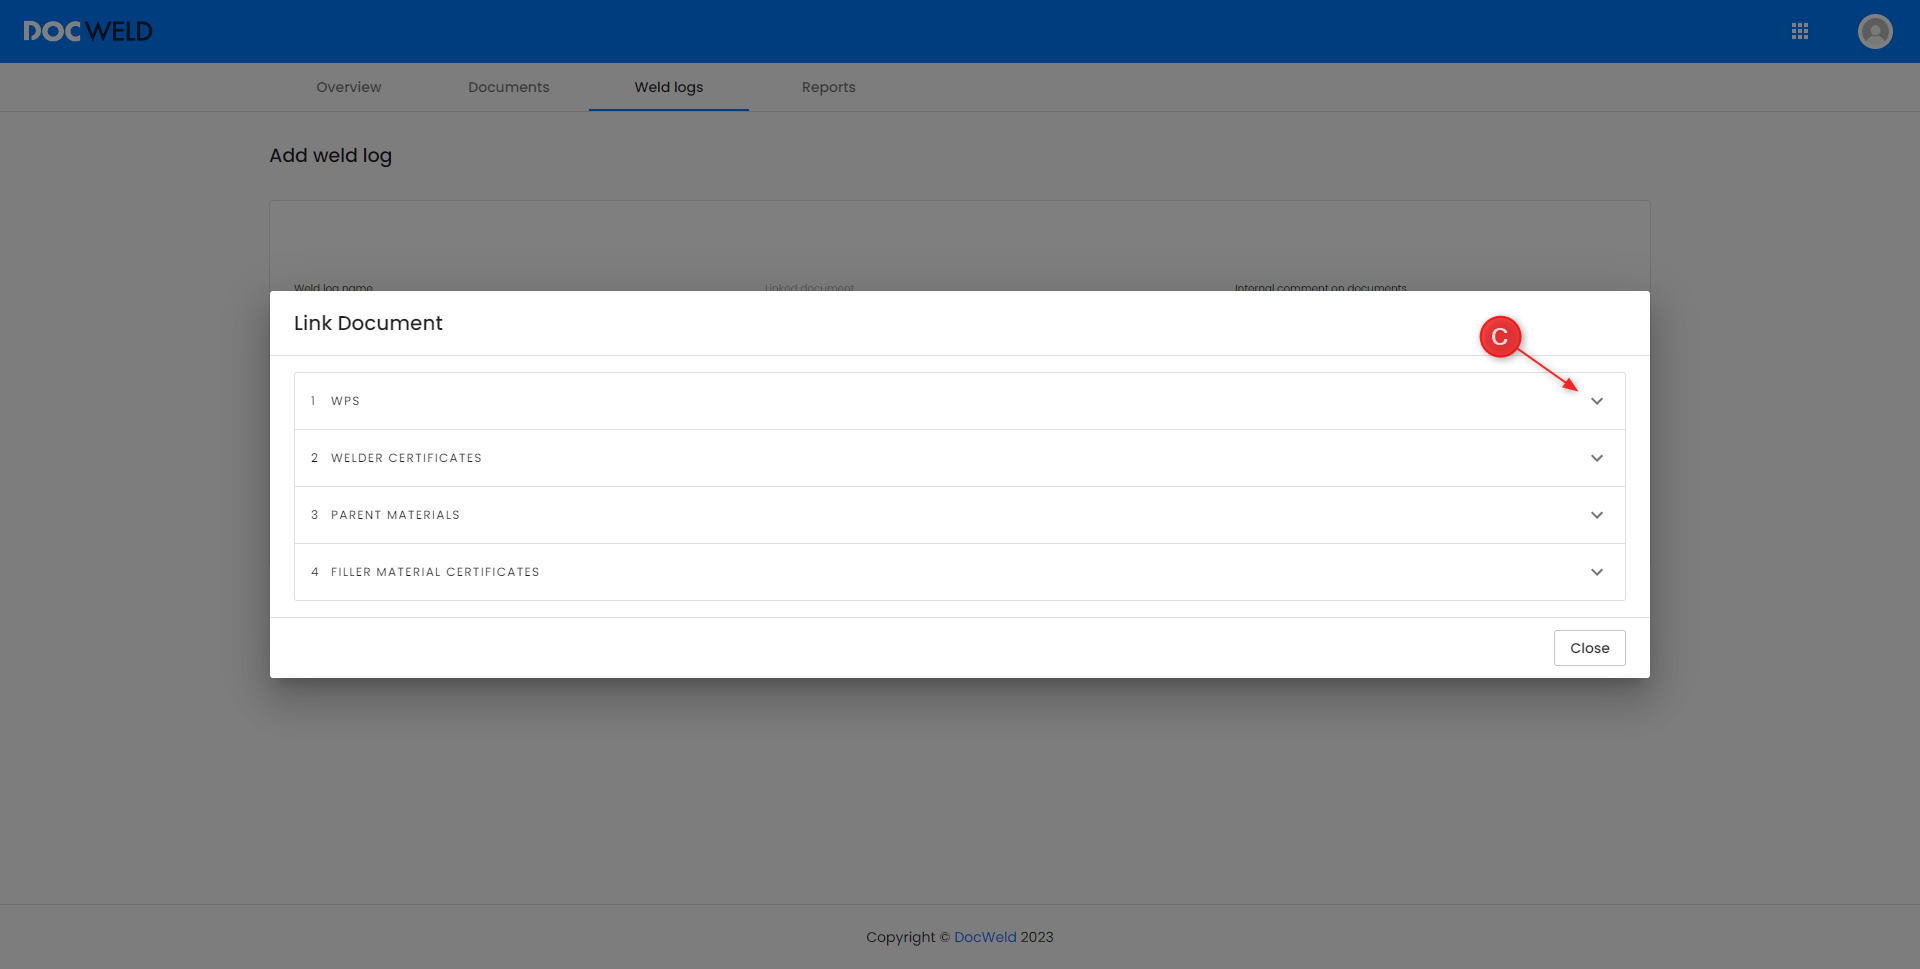 DOCWELD
Overview Documents Weld logs Reports
Add weld log
Weld log name Linked document Internal comment on documents
Link Document
C
1 WPS
2 WELDER CERTIFICATES
3 PARENT MATERIALS
4 FILLER MATERIAL CERTIFICATES
Close
Copyright © DocWeld 2023